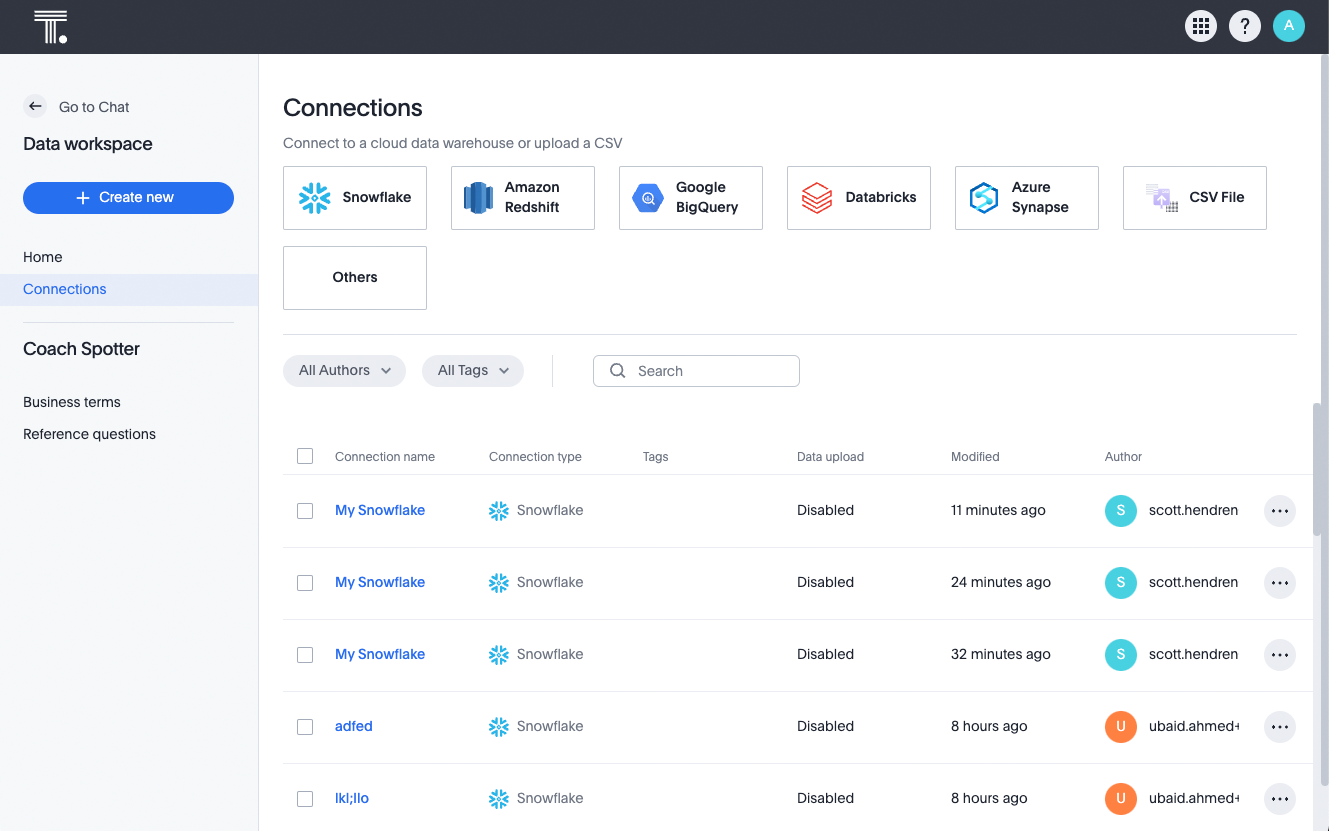 T.
?
A
Go to Chat
Data workspace
Create new
Home
Connections
Coach Spotter
Business terms
Reference questions
Connections
Connect to a cloud data warehouse or upload a CSV
Snowflake
Amazon
Redshift
Google
BigQuery
Databricks
Azure
Synapse
CSV File
Others
All Authors
All Tags
Search
Connection name Connection type Tags Data upload Modified Author
My Snowflake Snowflake Disabled 11 minutes ago S scott.hendren
My Snowflake Snowflake Disabled 24 minutes ago S scott.hendren
My Snowflake Snowflake Disabled 32 minutes ago S scott.hendren
adfed Snowflake Disabled 8 hours ago U ubaid.ahmed+
lkl;llo Snowflake Disabled 8 hours ago U ubaid.ahmed+